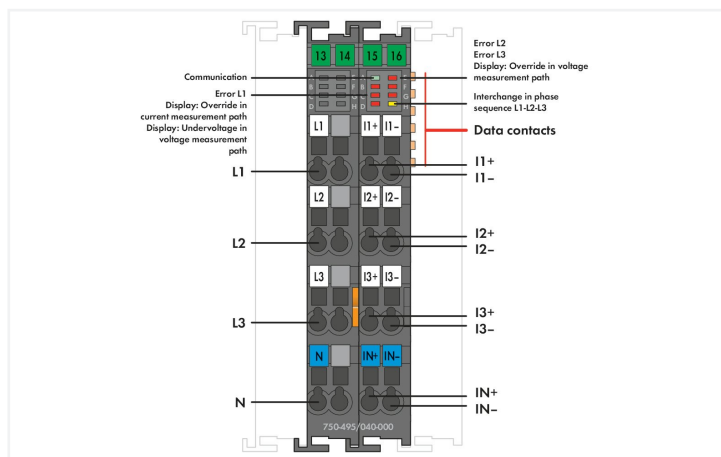 Error L2
Error L3
Display: Override in voltage
measurement path
Communication
Error L1
Display: Override in
current measurement path
Display: Undervoltage in
voltage measurement
path
Interchange in phase
sequence L1-L2-L3
Data contacts
13 14 15 16
A E A E
B F B F
C G C G
D H D H
L1 I1+ I1–
L1
I1+
I1–
L2 I2+ I2–
L2
I2+
I2–
L3 I3+ I3–
L3
I3+
I3–
N IN+ IN–
N
IN+
IN–
750-495/040-000